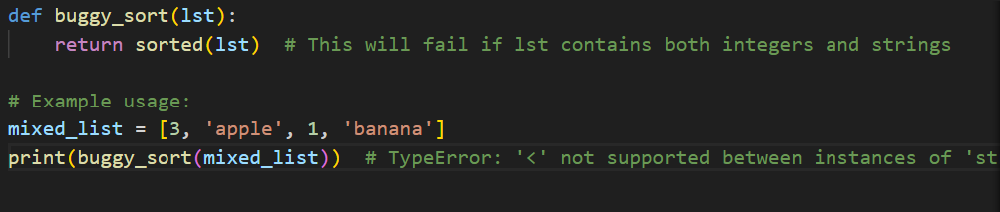 def buggy_sort(lst):
    return sorted(lst)  # This will fail if lst contains both integers and strings
# Example usage:
mixed_list = [3, 'apple', 1, 'banana']
print(buggy_sort(mixed_list))  # TypeError: '<' not supported between instances of 'st